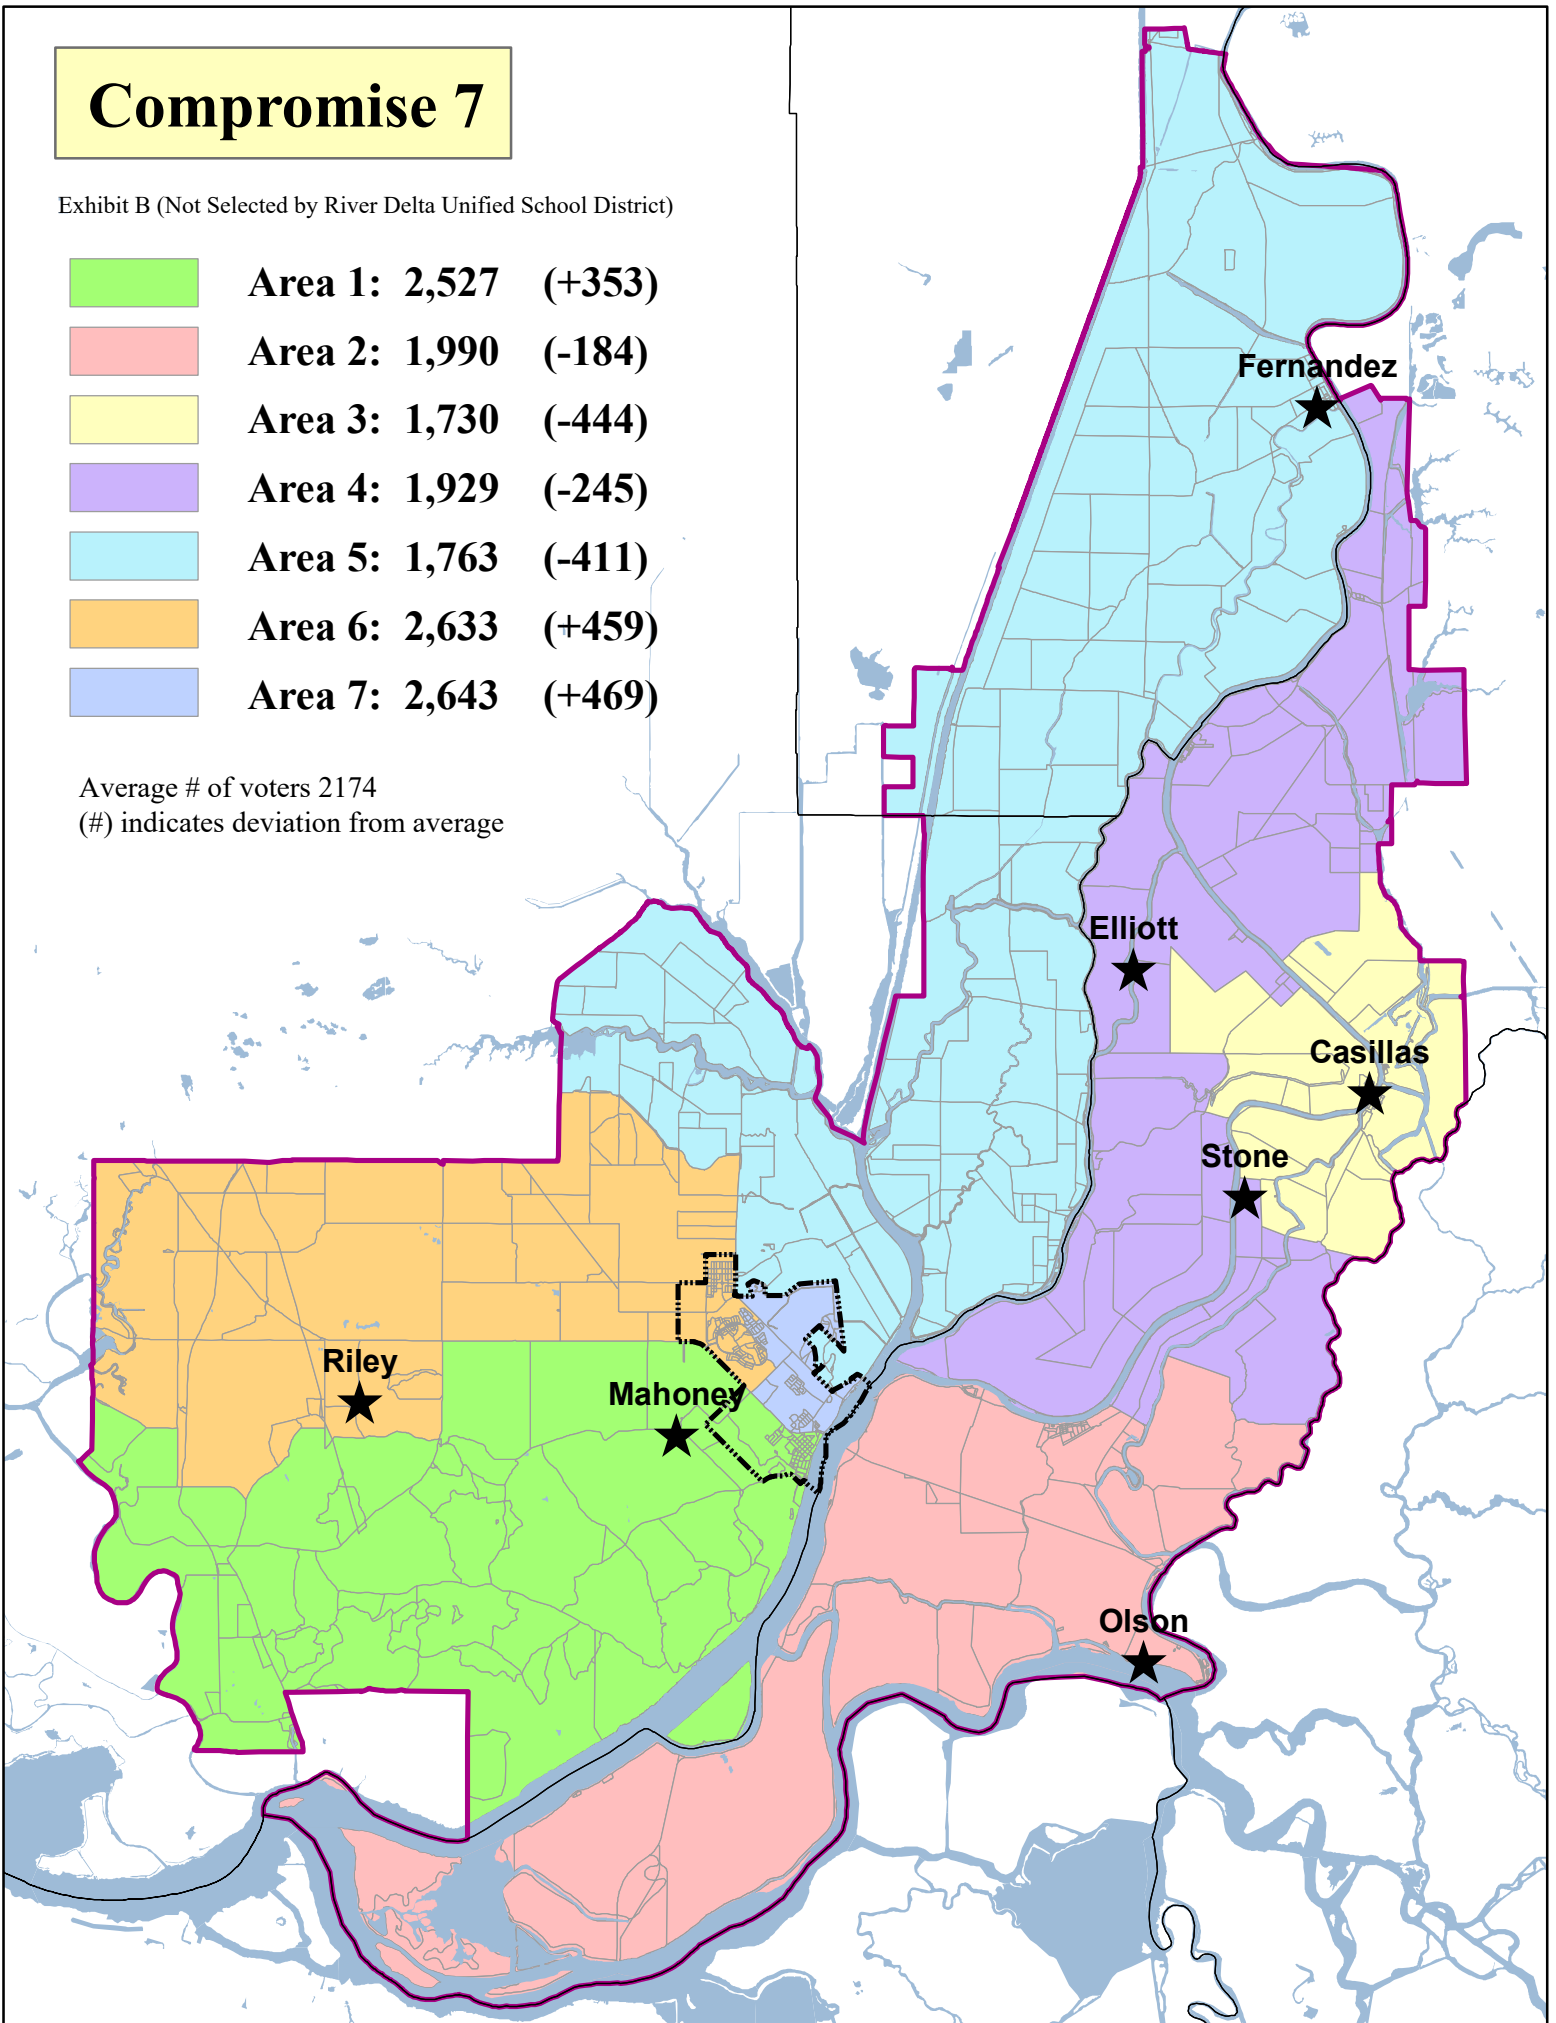 Compromise 7
Exhibit B (Not Selected by River Delta Unified School District)
Area 1: 2,527 (+353)
Area 2: 1,990 (-184)
Area 3: 1,730 (-444)
Area 4: 1,929 (-245)
Area 5: 1,763 (-411)
Area 6: 2,633 (+459)
Area 7: 2,643 (+469)
Average # of voters 2174
(#) indicates deviation from average
Fernandez
Elliott
Casillas
Stone
Riley
Mahoney
Olson